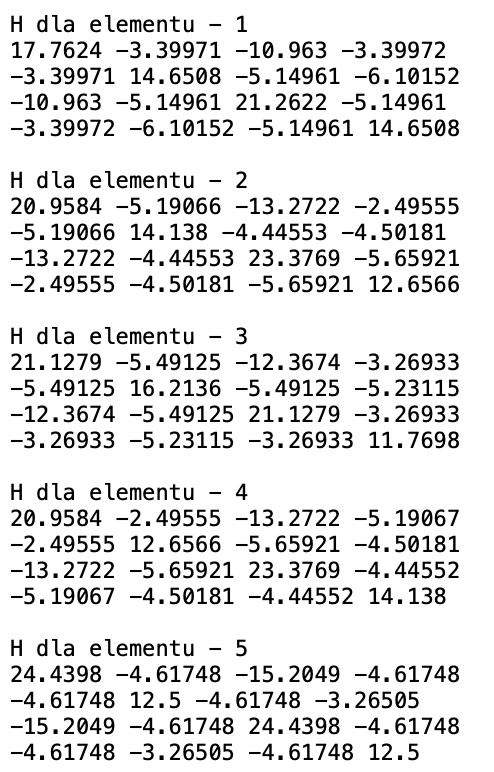 H dla elementu - 1
17.7624 -3.39971 -10.963 -3.39972
-3.39971 14.6508 -5.14961 -6.10152
-10.963 -5.14961 21.2622 -5.14961
-3.39972 -6.10152 -5.14961 14.6508
H dla elementu - 2
20.9584 -5.19066 -13.2722 -2.49555
-5.19066 14.138 -4.44553 -4.50181
-13.2722 -4.44553 23.3769 -5.65921
-2.49555 -4.50181 -5.65921 12.6566
H dla elementu - 3
21.1279 -5.49125 -12.3674 -3.26933
-5.49125 16.2136 -5.49125 -5.23115
-12.3674 -5.49125 21.1279 -3.26933
-3.26933 -5.23115 -3.26933 11.7698
H dla elementu - 4
20.9584 -2.49555 -13.2722 -5.19067
-2.49555 12.6566 -5.65921 -4.50181
-13.2722 -5.65921 23.3769 -4.44552
-5.19067 -4.50181 -4.44552 14.138
H dla elementu - 5
24.4398 -4.61748 -15.2049 -4.61748
-4.61748 12.5 -4.61748 -3.26505
-15.2049 -4.61748 24.4398 -4.61748
-4.61748 -3.26505 -4.61748 12.5